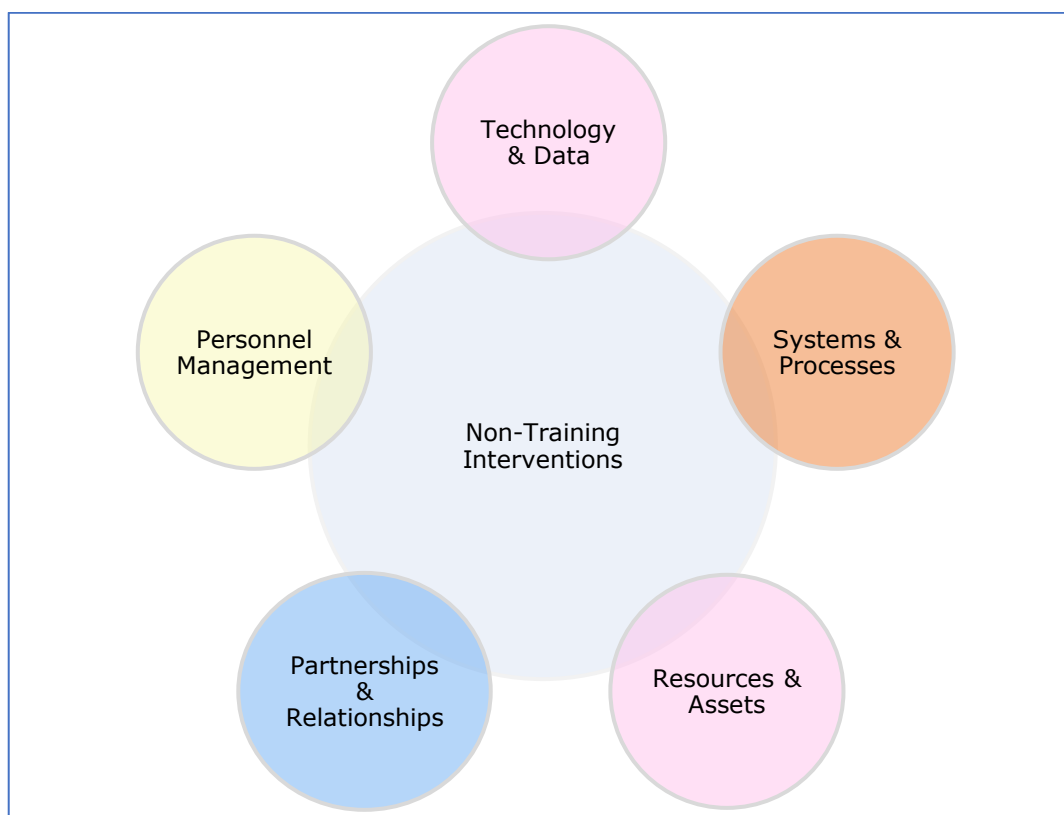 Technology
& Data
Personnel
Management
Systems &
Processes
Non-Training
Interventions
Partnerships
&
Relationships
Resources &
Assets